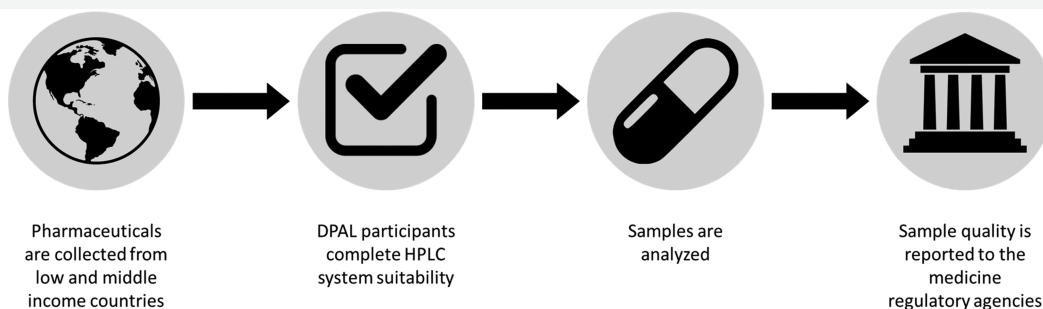 Pharmaceuticals
are collected from
low and middle
income countries
DPAL participants
complete HPLC
system suitability
Samples are
analyzed
Sample quality is
reported to the
medicine
regulatory agencies